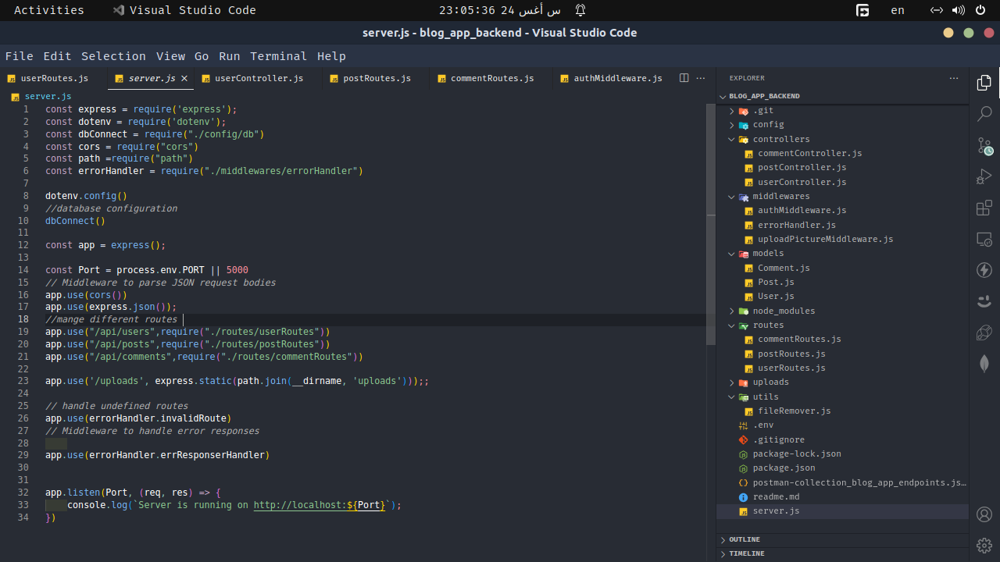 Activities
Visual Studio Code
23:05:36 24 س أغس
en
server.js - blog_app_backend - Visual Studio Code
File Edit Selection View Go Run Terminal Help
userRoutes.js
server.js
userController.js
postRoutes.js
commentRoutes.js
authMiddleware.js
server.js
1 const express = require('express');
2 const dotenv = require('dotenv');
3 const dbConnect = require("./config/db")
4 const cors = require("cors")
5 const path =require("path")
6 const errorHandler = require("./middlewares/errorHandler")
7
8 dotenv.config()
9 //database configuration
10 dbConnect()
11
12 const app = express();
13
14 const Port = process.env.PORT || 5000
15 // Middleware to parse JSON request bodies
16 app.use(cors())
17 app.use(express.json());
18 //mange different routes
19 app.use("/api/users",require("./routes/userRoutes"))
20 app.use("/api/posts",require("./routes/postRoutes"))
21 app.use("/api/comments",require("./routes/commentRoutes"))
22
23 app.use('/uploads', express.static(path.join(__dirname, 'uploads')));;
24
25 // handle undefined routes
26 app.use(errorHandler.invalidRoute)
27 // Middleware to handle error responses
28
29 app.use(errorHandler.errResponserHandler)
30
31
32 app.listen(Port, (req, res) => {
33 console.log(`Server is running on http://localhost:${Port}`);
34 })
EXPLORER
BLOG_APP_BACKEND
.git
config
controllers
commentController.js
postController.js
userController.js
middlewares
authMiddleware.js
errorHandler.js
uploadPictureMiddleware.js
models
Comment.js
Post.js
User.js
node_modules
routes
commentRoutes.js
postRoutes.js
userRoutes.js
uploads
utils
fileRemover.js
.env
.gitignore
package-lock.json
package.json
postman-collection_blog_app_endpoints.js...
readme.md
server.js
OUTLINE
TIMELINE